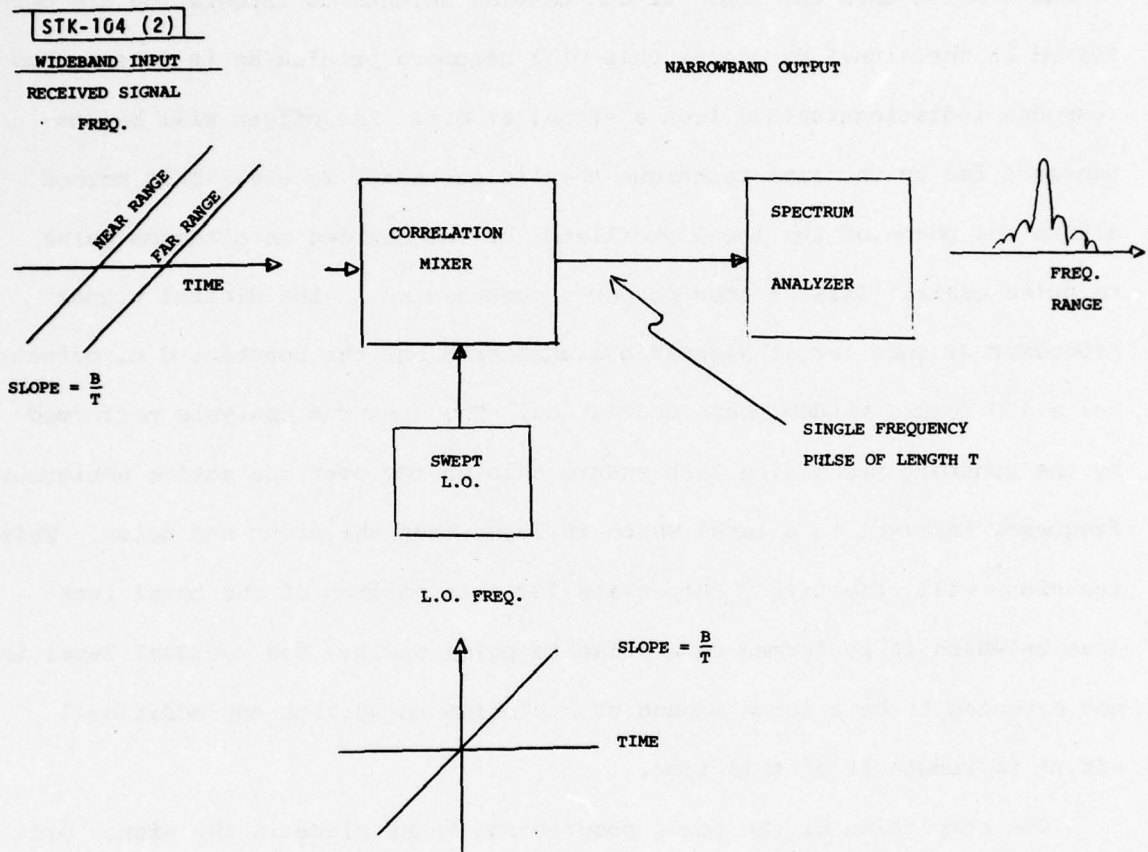 STK-104 (2)
WIDEBAND INPUT
RECEIVED SIGNAL
FREQ.
NEAR RANGE
FAR RANGE
TIME
SLOPE = B/T
NARROWBAND OUTPUT
CORRELATION
MIXER
SPECTRUM
ANALYZER
FREQ.
RANGE
SINGLE FREQUENCY
PULSE OF LENGTH T
SWEPT
L.O.
L.O. FREQ.
SLOPE = B/T
TIME